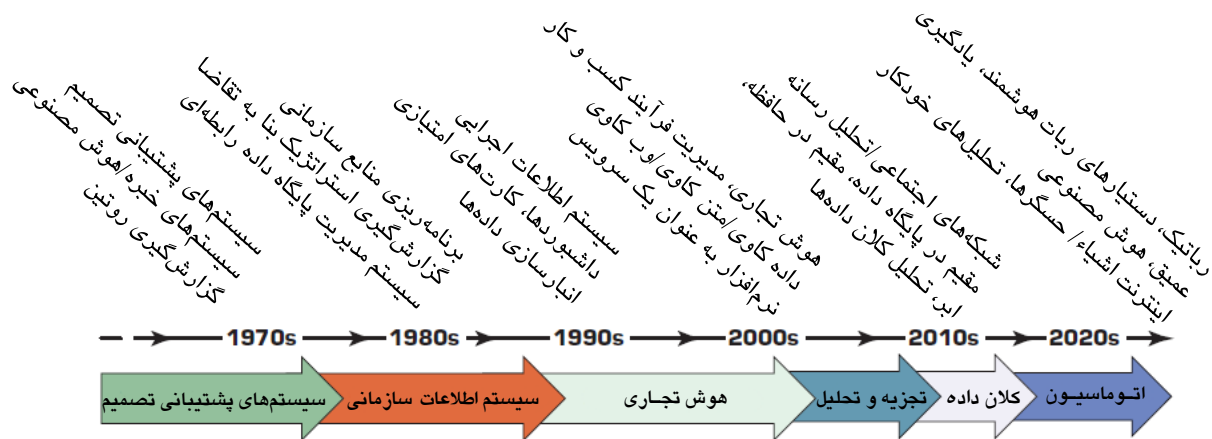 سیستم‌های پشتیبانی تصمیم
سیستم‌های خبره/هوش مصنوعی
گزارش‌گیری روتین
برنامه‌ریزی منابع سازمانی
گزارش‌گیری استراتژیک بنا به تقاضا
سیستم مدیریت پایگاه داده رابطه‌ای
سیستم اطلاعات اجرایی
داشبوردها، کارت‌های امتیازی
انبارسازی داده‌ها
هوش تجاری، مدیریت فرآیند کسب و کار
داده کاوی/متن کاوی/وب کاوی
نرم‌افزار به عنوان یک سرویس
شبکه‌های اجتماعی/تحلیل رسانه
مقیم در پایگاه داده، مقیم در حافظه،
ابر، تحلیل کلان داده‌ها
رباتیک، دستیارهای ربات هوشمند، یادگیری
عمیق، هوش مصنوعی
اینترنت اشیاء/ حسگرها، تحلیل‌های خودکار
1970s 1980s 1990s 2000s 2010s 2020s
سیستم‌های پشتیبانی تصمیم
سیستم اطلاعات سازمانی
هوش تجاری
تجزیه و تحلیل
کلان داده
اتوماسیون